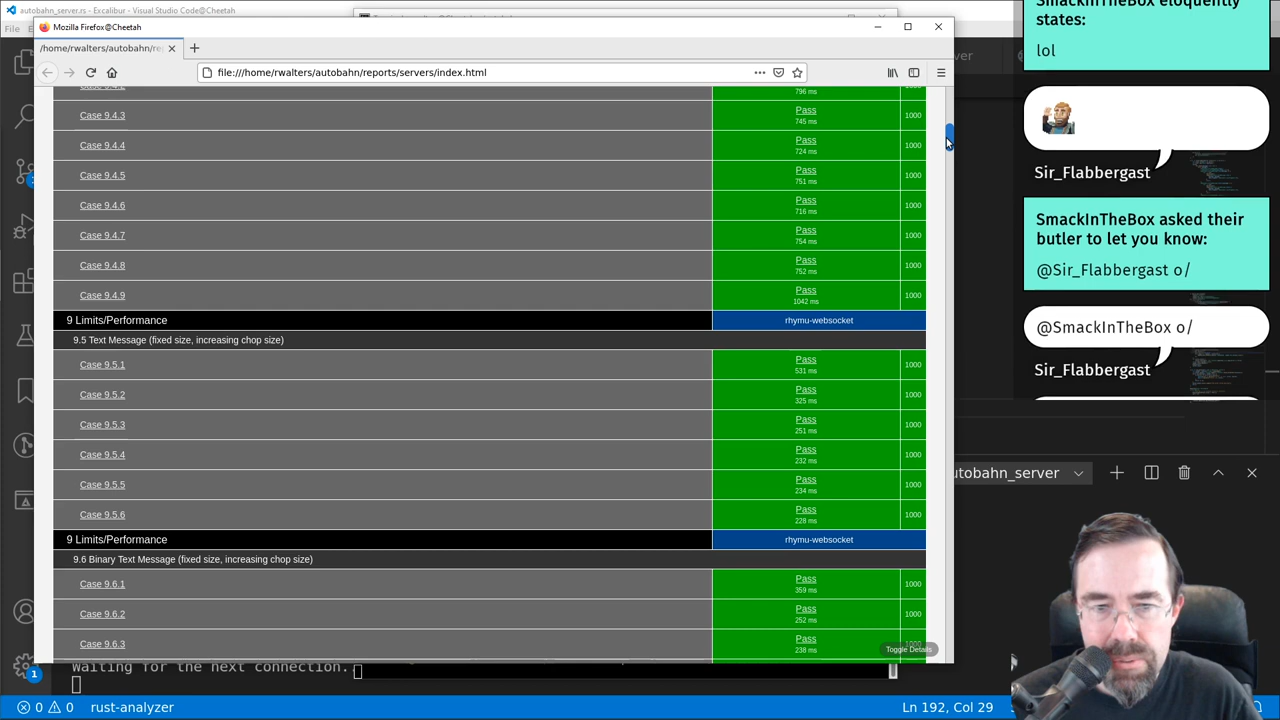 autobahn_server.rs - Excalibur - Visual Studio Code@Cheetah
File
Mozilla Firefox@Cheetah
/home/rwalters/autobahn/re
file:///home/rwalters/autobahn/reports/servers/index.html
796 ms
Case 9.4.3
Pass
745 ms
1000
Case 9.4.4
Pass
724 ms
1000
Case 9.4.5
Pass
751 ms
1000
Case 9.4.6
Pass
716 ms
1000
Case 9.4.7
Pass
754 ms
1000
Case 9.4.8
Pass
752 ms
1000
Case 9.4.9
Pass
1042 ms
1000
9 Limits/Performance
rhymu-websocket
9.5 Text Message (fixed size, increasing chop size)
Case 9.5.1
Pass
531 ms
1000
Case 9.5.2
Pass
325 ms
1000
Case 9.5.3
Pass
251 ms
1000
Case 9.5.4
Pass
232 ms
1000
Case 9.5.5
Pass
234 ms
1000
Case 9.5.6
Pass
228 ms
1000
9 Limits/Performance
rhymu-websocket
9.6 Binary Text Message (fixed size, increasing chop size)
Case 9.6.1
Pass
359 ms
1000
Case 9.6.2
Pass
252 ms
1000
Case 9.6.3
Pass
238 ms
1000
Toggle Details
ver
SmackInTheBox eloquently
states:
lol
Sir_Flabbergast
SmackInTheBox asked their
butler to let you know:
@Sir_Flabbergast o/
@SmackInTheBox o/
Sir_Flabbergast
utobahn_server
Waiting for the next connection.
1
0 0
rust-analyzer
Ln 192, Col 29